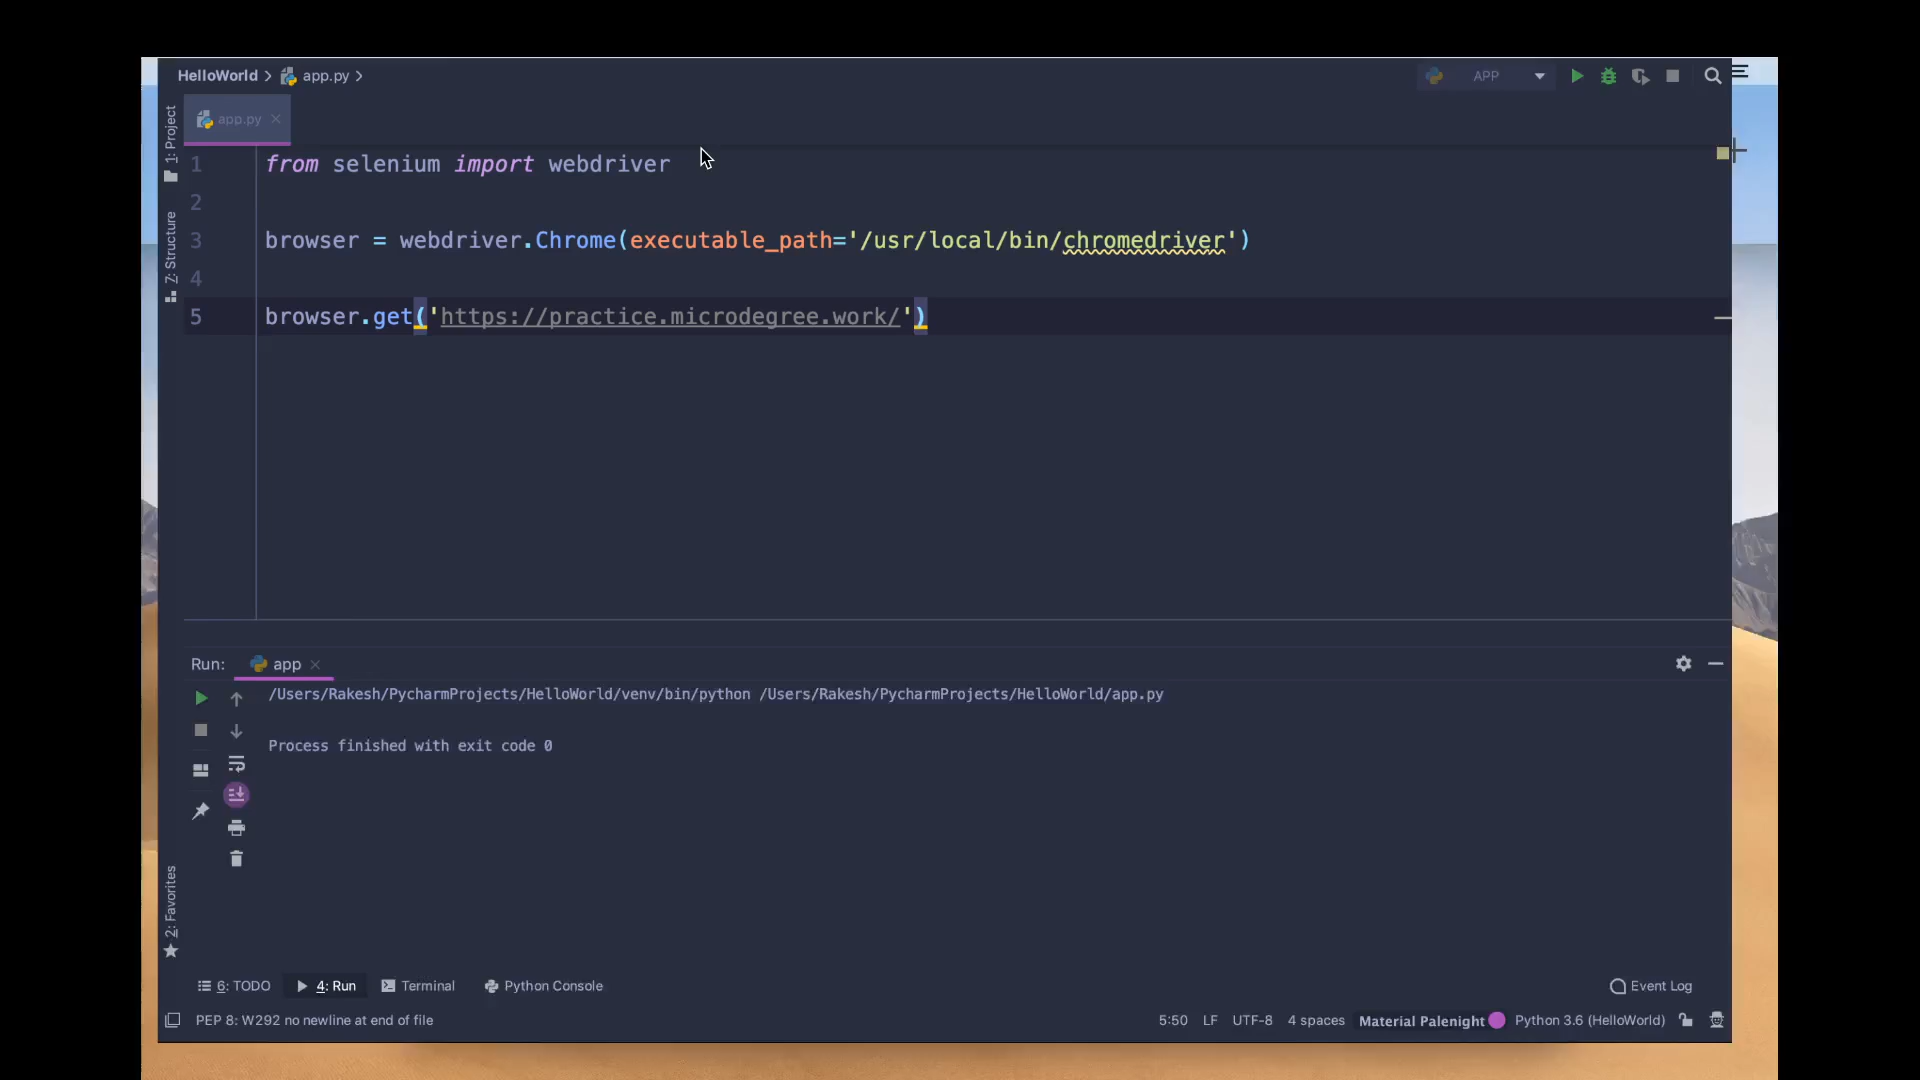 HelloWorld > app.py >
APP
app.py
1: Project
7: Structure
2: Favorites
1 from selenium import webdriver
2
3 browser = webdriver.Chrome(executable_path='/usr/local/bin/chromedriver')
4
5 browser.get('https://practice.microdegree.work/')
Run: app
/Users/Rakesh/PycharmProjects/HelloWorld/venv/bin/python /Users/Rakesh/PycharmProjects/HelloWorld/app.py
Process finished with exit code 0
6: TODO 4: Run Terminal Python Console Event Log
PEP 8: W292 no newline at end of file 5:50 LF UTF-8 4 spaces Material Palenight Python 3.6 (HelloWorld)